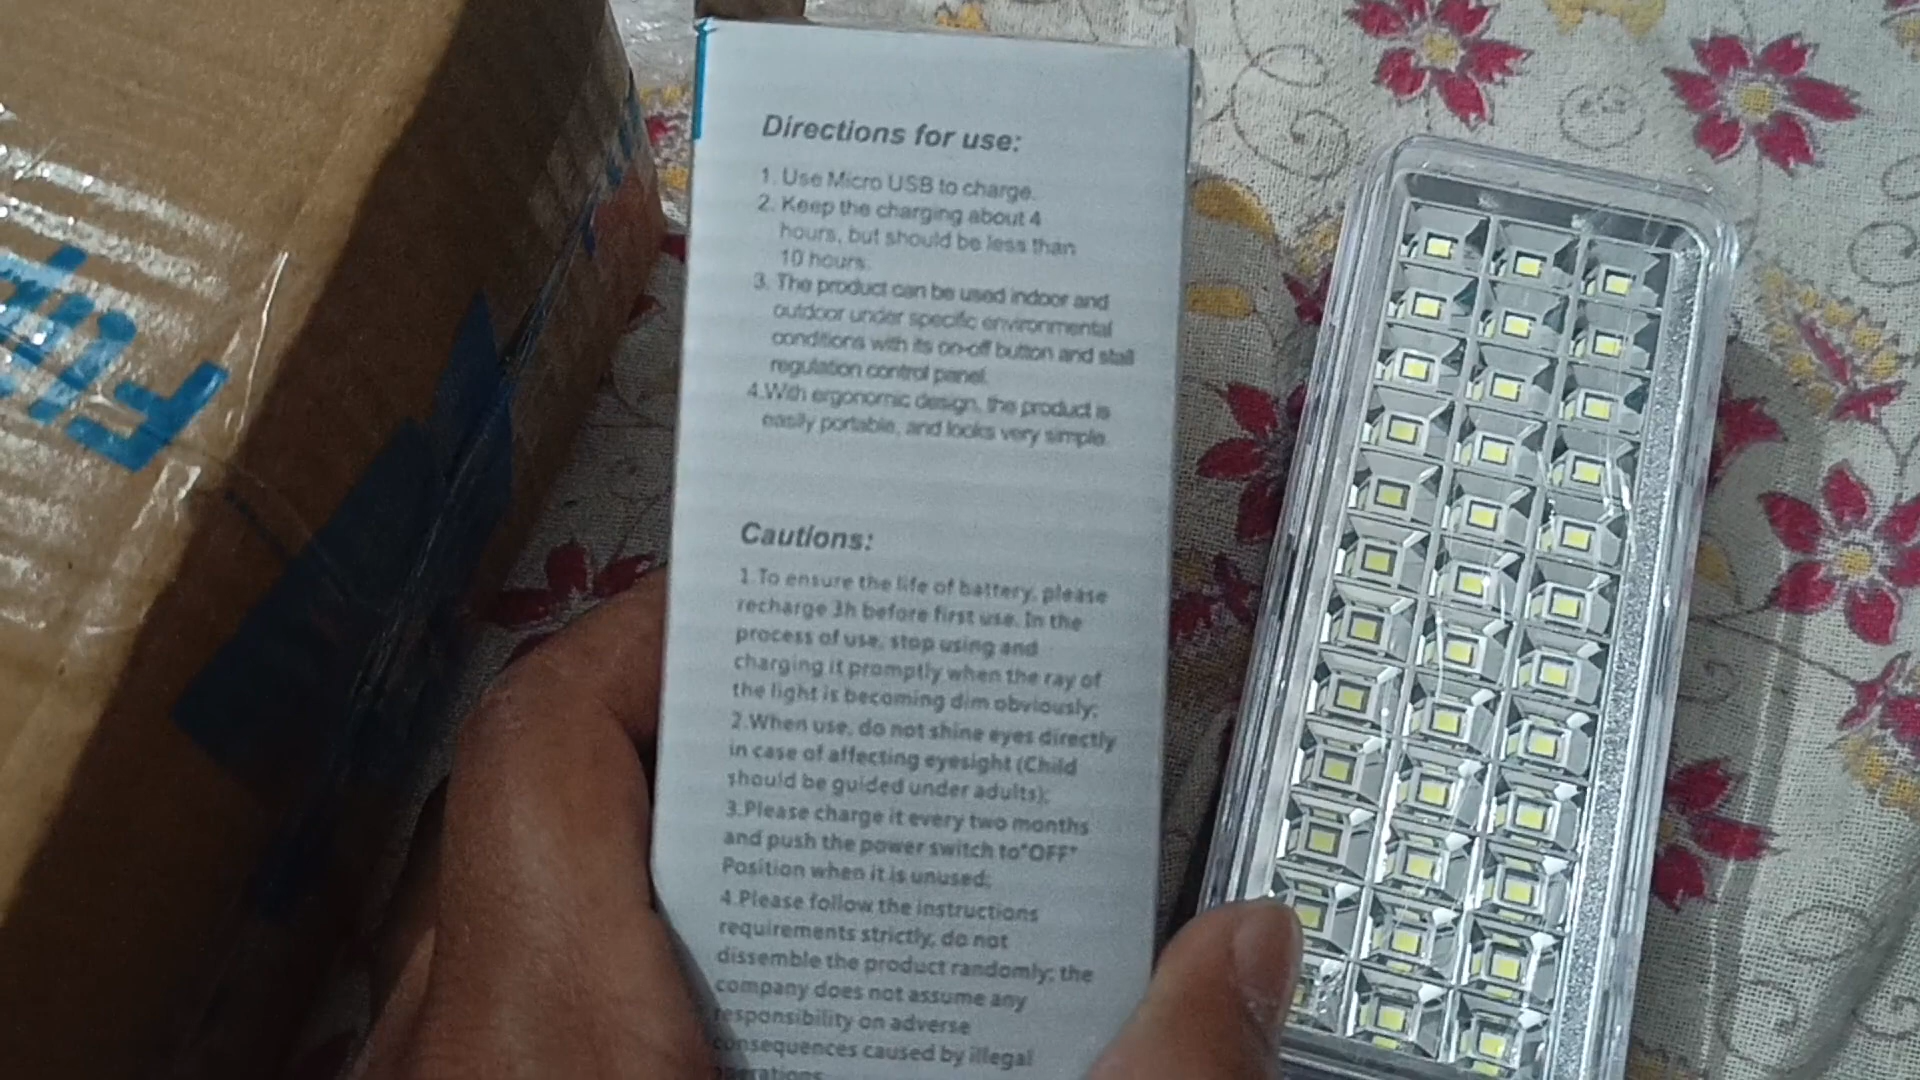 Directions for use:
1. Use Micro USB to charge.
2. Keep the charging about 4
hours, but should be less than
10 hours.
3. The product can be used indoor and
outdoor under specific environmental
conditions with its on-off button and stall
regulation control panel.
4.With ergonomic design, the product is
easily portable, and looks very simple.
Cautions:
1.To ensure the life of battery, please
recharge 3h before first use. In the
process of use, stop using and
charging it promptly when the ray of
the light is becoming dim obviously;
2.When use, do not shine eyes directly
in case of affecting eyesight (Child
should be guided under adults);
3.Please charge it every two months
and push the power switch to"OFF"
Position when it is unused;
4.Please follow the instructions
requirements strictly, do not
dissemble the product randomly; the
company does not assume any
responsibility on adverse
consequences caused by illegal